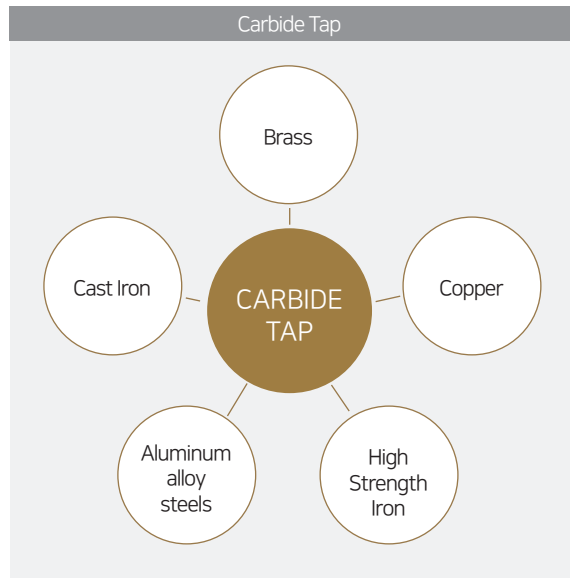 Carbide Tap
Brass
Cast Iron
CARBIDE
TAP
Copper
Aluminum
alloy
steels
High
Strength
Iron